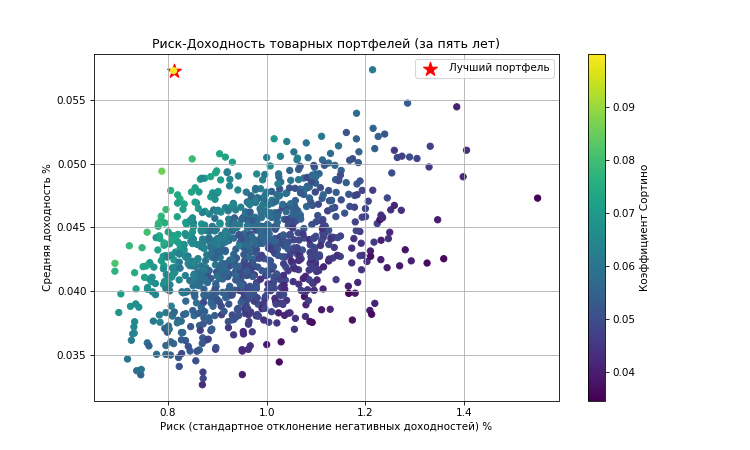 Риск-Доходность товарных портфелей (за пять лет)
Лучший портфель
Средняя доходность %
0.055
0.050
0.045
0.040
0.035
0.8 1.0 1.2 1.4
Риск (стандартное отклонение негативных доходностей) %
0.09
0.08
0.07
0.06
0.05
0.04
Коэффициент Сортино